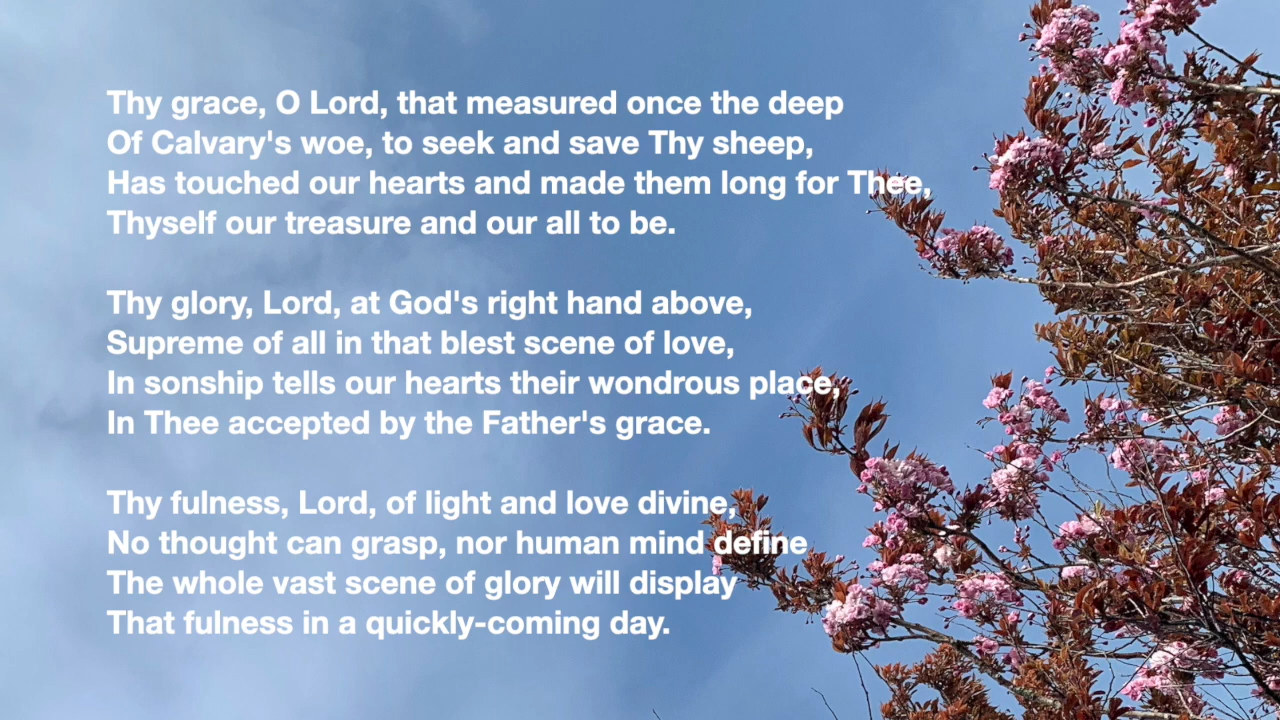 Thy grace, O Lord, that measured once the deep
Of Calvary's woe, to seek and save Thy sheep,
Has touched our hearts and made them long for Thee,
Thyself our treasure and our all to be.
Thy glory, Lord, at God's right hand above,
Supreme of all in that blest scene of love,
In sonship tells our hearts their wondrous place,
In Thee accepted by the Father's grace.
Thy fulness, Lord, of light and love divine,
No thought can grasp, nor human mind define
The whole vast scene of glory will display
That fulness in a quickly-coming day.